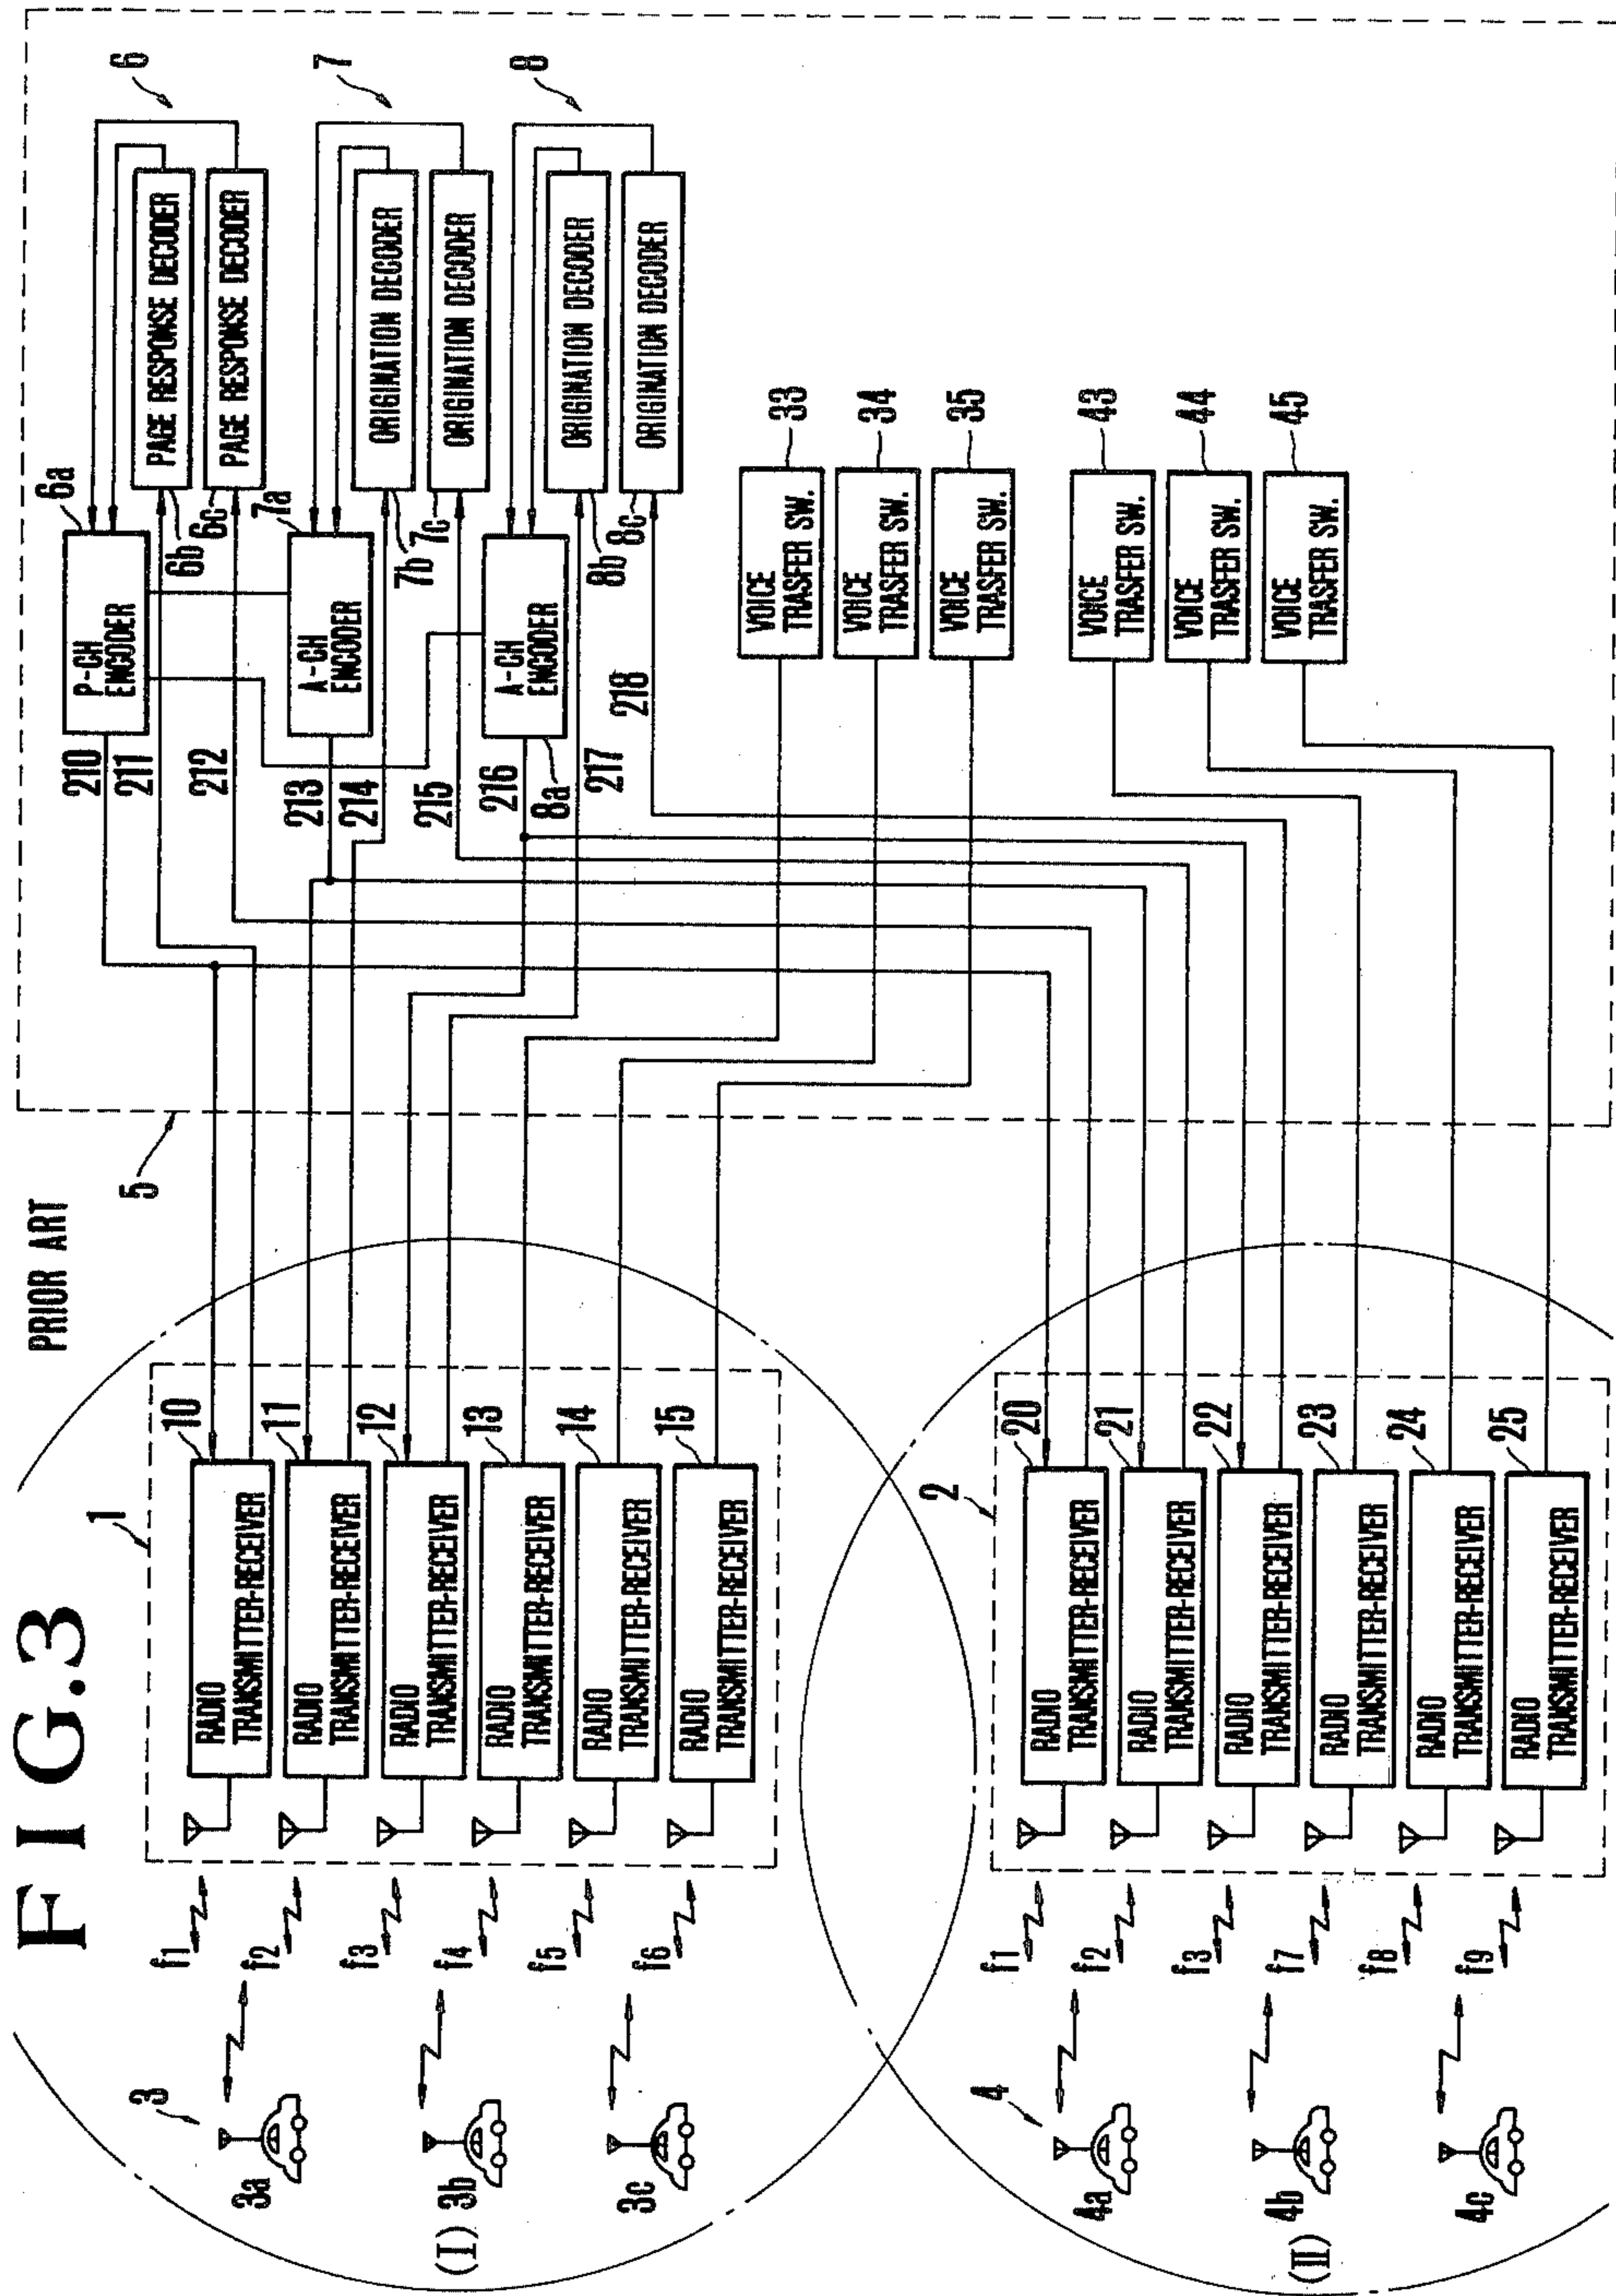 FIG.3
PRIOR ART
1
RADIO
TRANSMITTER-RECEIVER
10
RADIO
TRANSMITTER-RECEIVER
11
RADIO
TRANSMITTER-RECEIVER
12
RADIO
TRANSMITTER-RECEIVER
13
RADIO
TRANSMITTER-RECEIVER
14
RADIO
TRANSMITTER-RECEIVER
15
f1
f2
f3
f4
f5
f6
3
3a
3b
3c
(I)
2
RADIO
TRANSMITTER-RECEIVER
20
RADIO
TRANSMITTER-RECEIVER
21
RADIO
TRANSMITTER-RECEIVER
22
RADIO
TRANSMITTER-RECEIVER
23
RADIO
TRANSMITTER-RECEIVER
24
RADIO
TRANSMITTER-RECEIVER
25
f1
f2
f3
f7
f8
f9
4
4a
4b
4c
(II)
5
6
P-CH
ENCODER
6a
PAGE RESPONSE DECODER
6b
PAGE RESPONSE DECODER
6c
210
211
212
7
A-CH
ENCODER
7a
ORIGINATION DECODER
7b
ORIGINATION DECODER
7c
213
214
215
8
A-CH
ENCODER
8a
ORIGINATION DECODER
8b
ORIGINATION DECODER
8c
216
217
218
VOICE
TRASFER SW.
33
VOICE
TRASFER SW.
34
VOICE
TRASFER SW.
35
VOICE
TRASFER SW.
43
VOICE
TRASFER SW.
44
VOICE
TRASFER SW.
45